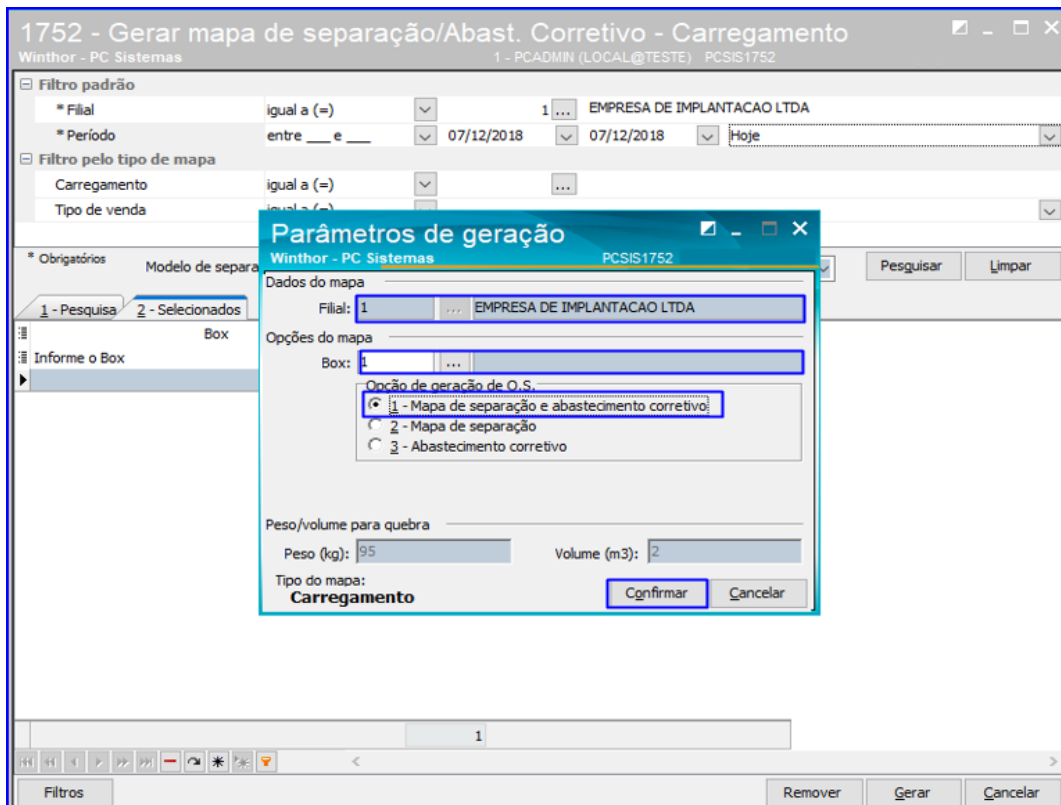 1752 - Gerar mapa de separação/Abast. Corretivo - Carregamento
Winthor - PC Sistemas 1 - PCADMIN (LOCAL@TESTE) PCSIS1752
Filtro padrão
* Filial igual a (=) 1 ... EMPRESA DE IMPLANTACAO LTDA
* Período entre ___ e ___ 07/12/2018 07/12/2018 Hoje
Filtro pelo tipo de mapa
Carregamento igual a (=) ...
Tipo de venda igual a (=)
* Obrigatórios Modelo de separa Pesquisar Limpar
1 - Pesquisa 2 - Selecionados
Box
Informe o Box
Parâmetros de geração
Winthor - PC Sistemas PCSIS1752
Dados do mapa
Filial: 1 ... EMPRESA DE IMPLANTACAO LTDA
Opções do mapa
Box: 1 ...
Opção de geração de O.S.
1 - Mapa de separação e abastecimento corretivo
2 - Mapa de separação
3 - Abastecimento corretivo
Peso/volume para quebra
Peso (kg): 95 Volume (m3): 2
Tipo do mapa:
Carregamento Confirmar Cancelar
1
Filtros Remover Gerar Cancelar